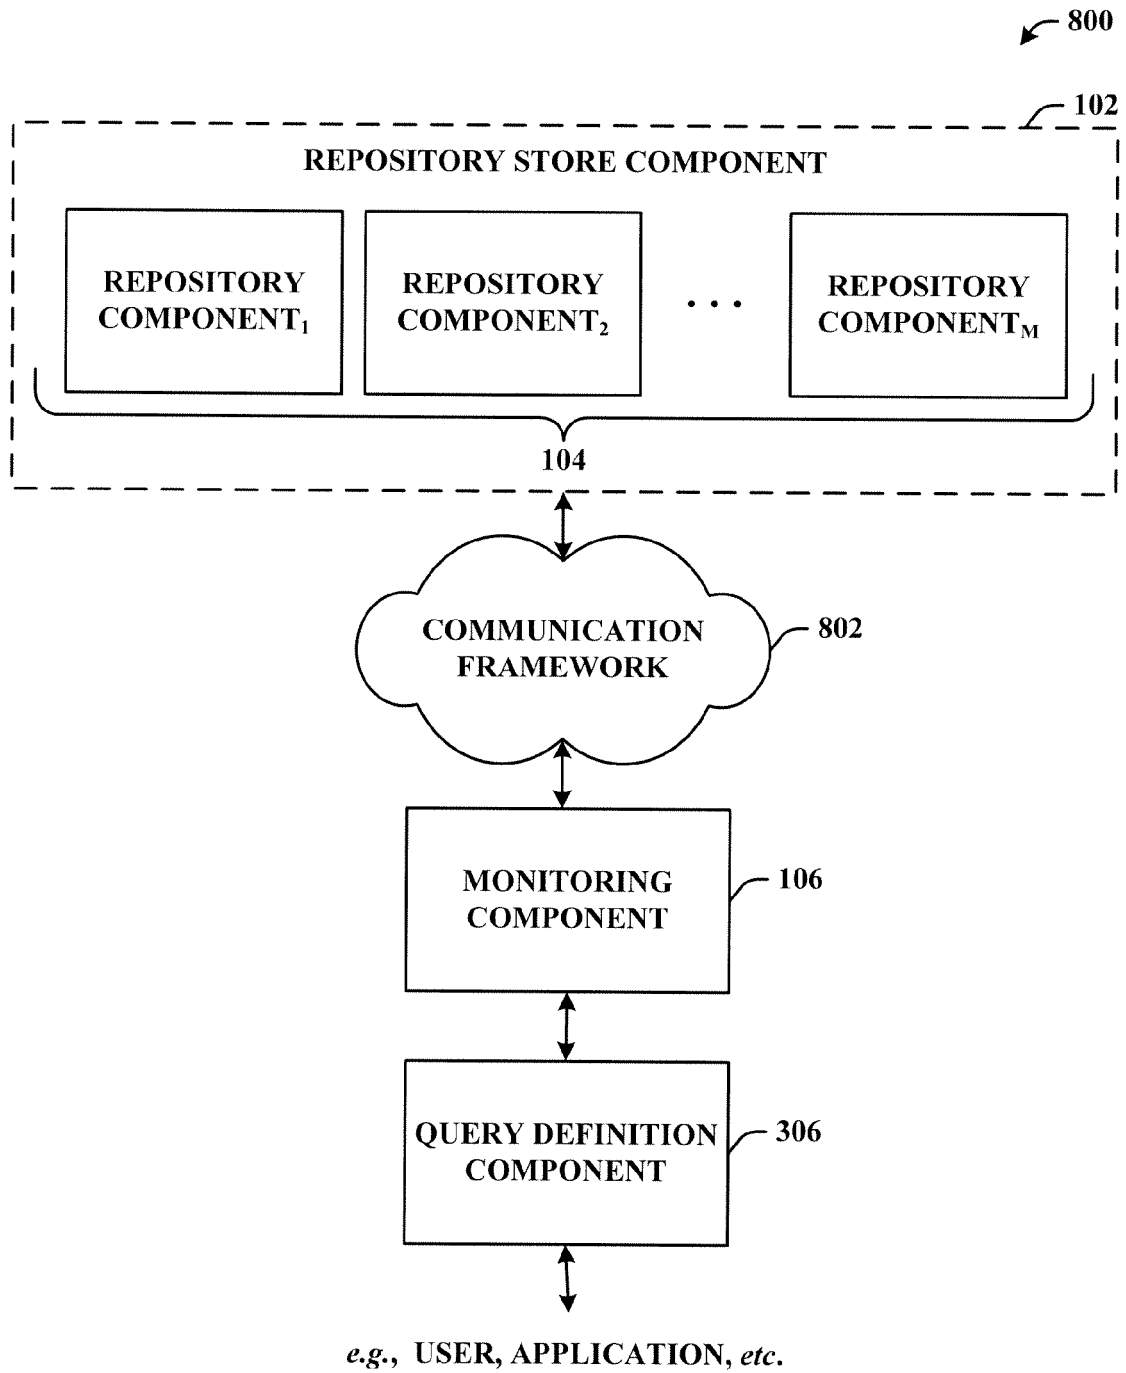 800
102
REPOSITORY STORE COMPONENT
REPOSITORY
COMPONENT₁
REPOSITORY
COMPONENT₂
. . .
REPOSITORY
COMPONENT_M
104
COMMUNICATION
FRAMEWORK
802
MONITORING
COMPONENT
106
QUERY DEFINITION
COMPONENT
306
e.g., USER, APPLICATION, etc.